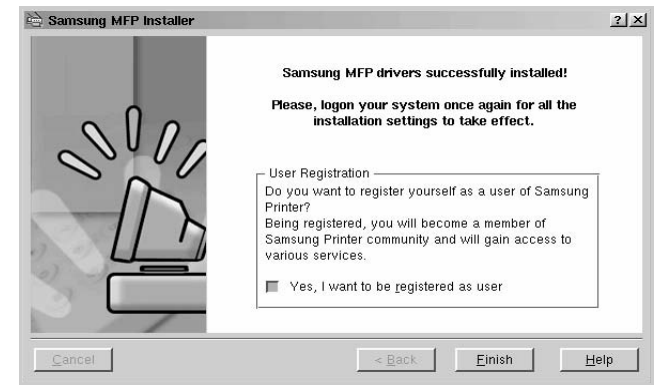 Samsung MFP Installer
Samsung MFP drivers successfully installed!
Please, logon your system once again for all the
installation settings to take effect.
User Registration
Do you want to register yourself as a user of Samsung
Printer?
Being registered, you will become a member of
Samsung Printer community and will gain access to
various services.
Yes, I want to be registered as user
Cancel
< Back
Finish
Help